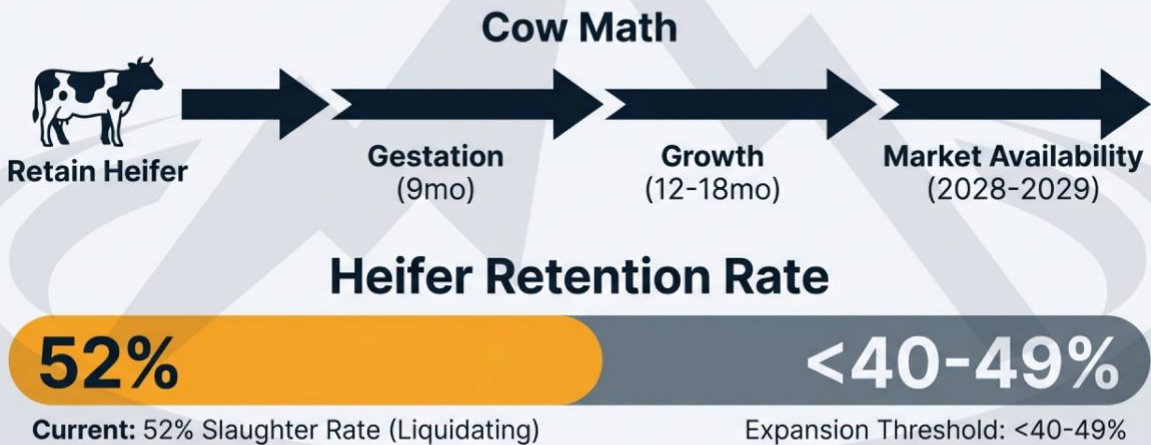 Cow Math
Retain Heifer
Gestation
(9mo)
Growth
(12-18mo)
Market Availability
(2028-2029)
Heifer Retention Rate
52%
<40-49%
Current: 52% Slaughter Rate (Liquidating)
Expansion Threshold: <40-49%